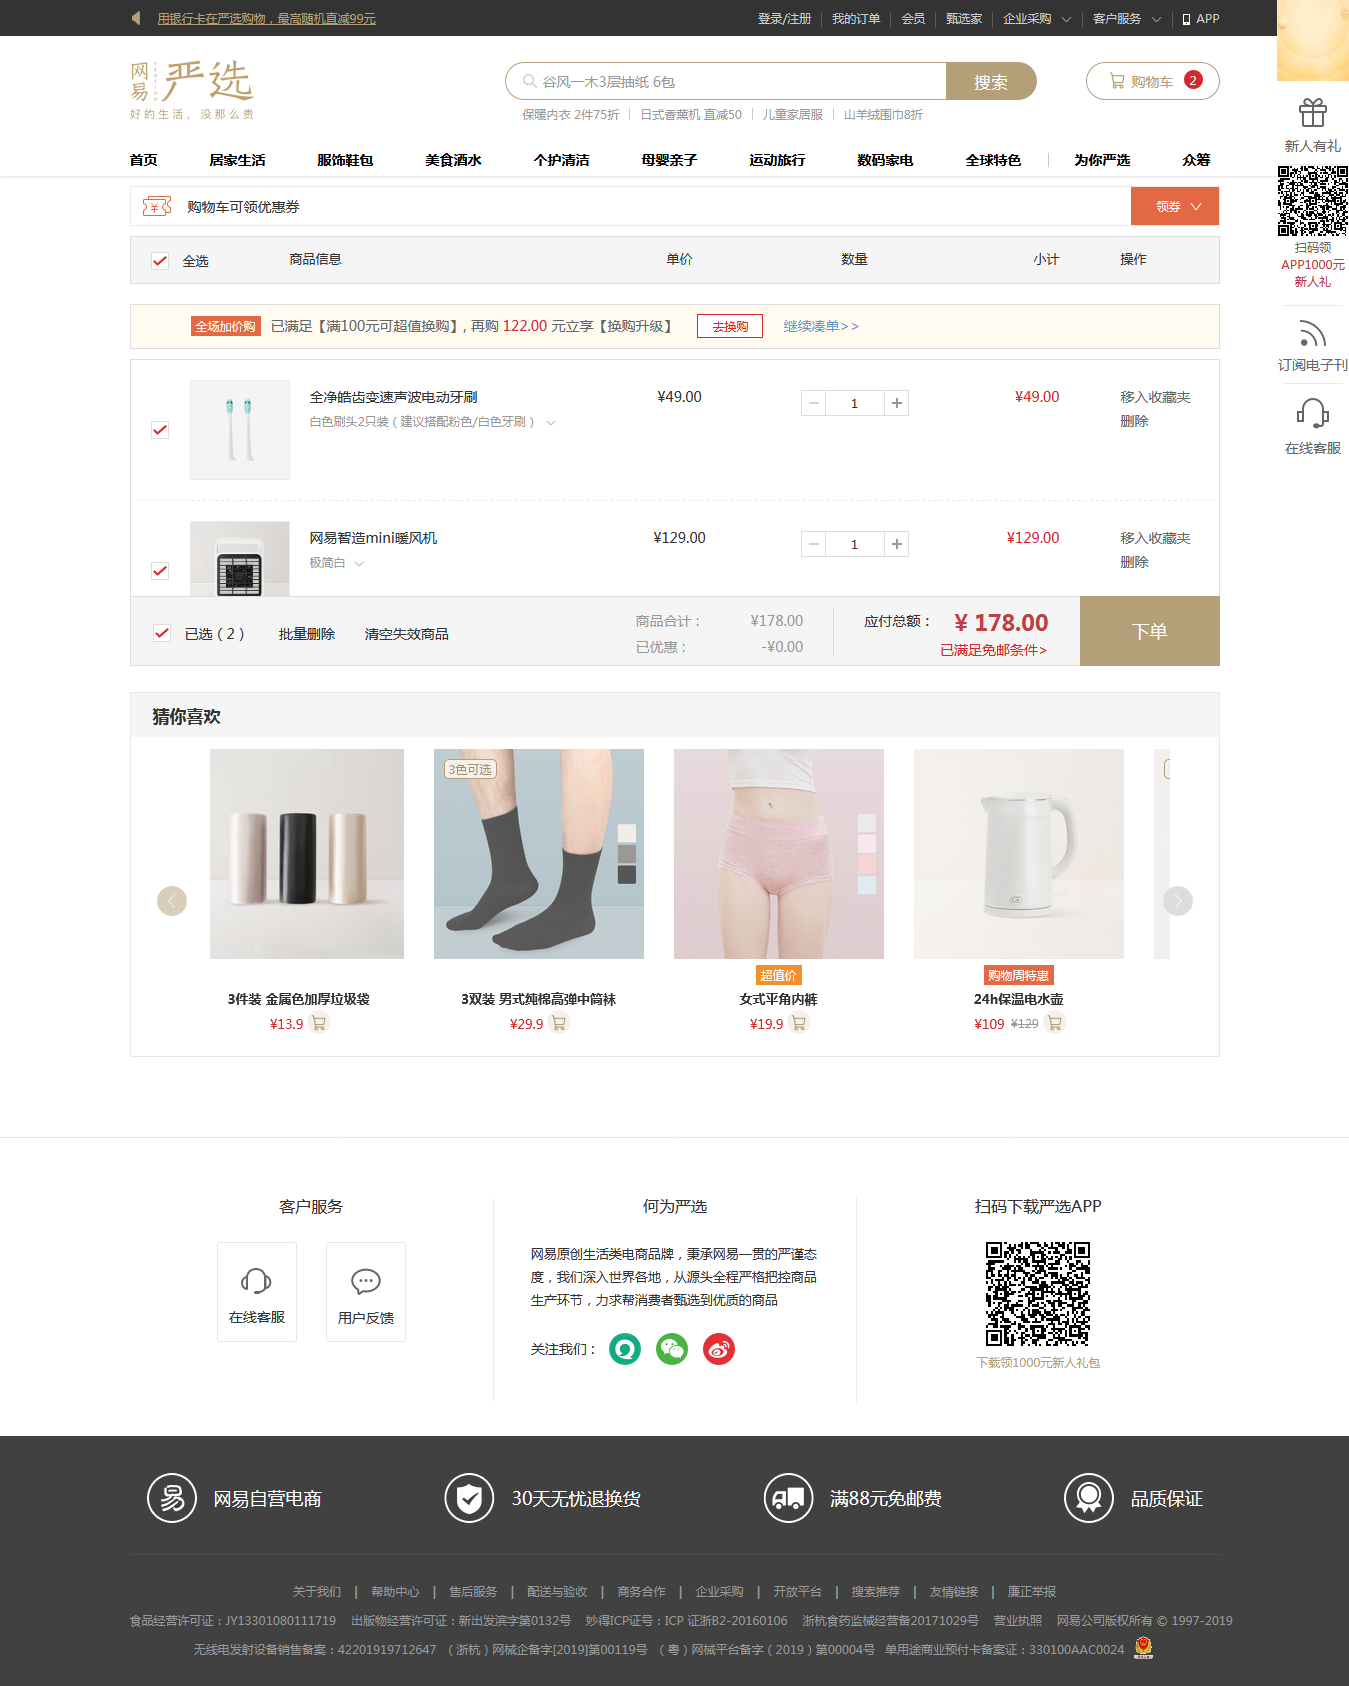 用银行卡在严选购物，最高随机直减99元
登录/注册 我的订单 会员 甄选家 企业采购 客户服务 APP
网易严选
好的生活，没那么贵
谷风一木3层抽纸 6包 搜索
购物车 2
保暖内衣 2件75折 日式香薰机 直减50 儿童家居服 山羊绒围巾8折
首页 居家生活 服饰鞋包 美食酒水 个护清洁 母婴亲子 运动旅行 数码家电 全球特色 为你严选 众筹
新人有礼
扫码领
APP1000元
新人礼
订阅电子刊
在线客服
购物车可领优惠券 领券
全选 商品信息 单价 数量 小计 操作
全场加价购 已满足【满100元可超值换购】, 再购 122.00 元立享【换购升级】 去换购 继续凑单>>
全净皓齿变速声波电动牙刷 ¥49.00 1 ¥49.00 移入收藏夹
白色刷头2只装（建议搭配粉色/白色牙刷） 删除
网易智造mini暖风机 ¥129.00 1 ¥129.00 移入收藏夹
极简白 删除
已选（2） 批量删除 清空失效商品
商品合计： ¥178.00
已优惠： -¥0.00
应付总额： ¥ 178.00
已满足免邮条件>
下单
猜你喜欢
3色可选
超值价 购物周特惠
3件装 金属色加厚垃圾袋 3双装 男式纯棉高弹中筒袜 女式平角内裤 24h保温电水壶
¥13.9 ¥29.9 ¥19.9 ¥109 ¥129
客户服务
在线客服 用户反馈
何为严选
网易原创生活类电商品牌，秉承网易一贯的严谨态
度，我们深入世界各地，从源头全程严格把控商品
生产环节，力求帮消费者甄选到优质的商品
关注我们：
扫码下载严选APP
下载领1000元新人礼包
网易自营电商 30天无忧退换货 满88元免邮费 品质保证
关于我们 | 帮助中心 | 售后服务 | 配送与验收 | 商务合作 | 企业采购 | 开放平台 | 搜索推荐 | 友情链接 | 廉正举报
食品经营许可证：JY13301080111719 出版物经营许可证：新出发滨字第0132号 妙得ICP证号：ICP 证浙B2-20160106 浙杭食药监械经营备20171029号 营业执照 网易公司版权所有 © 1997-2019
无线电发射设备销售备案：42201919712647 （浙杭）网械企备字[2019]第00119号 （粤）网械平台备字（2019）第00004号 单用途商业预付卡备案证：330100AAC0024